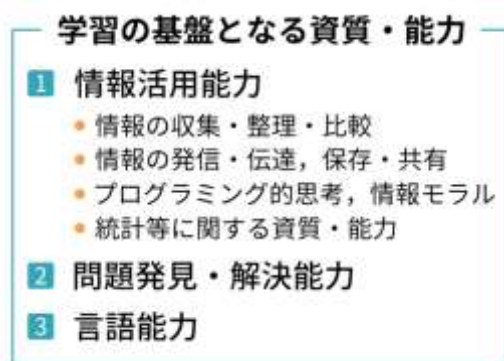 学習の基盤となる資質・能力
1 情報活用能力
• 情報の収集・整理・比較
• 情報の発信・伝達，保存・共有
• プログラミング的思考，情報モラル
• 統計等に関する資質・能力
2 問題発見・解決能力
3 言語能力